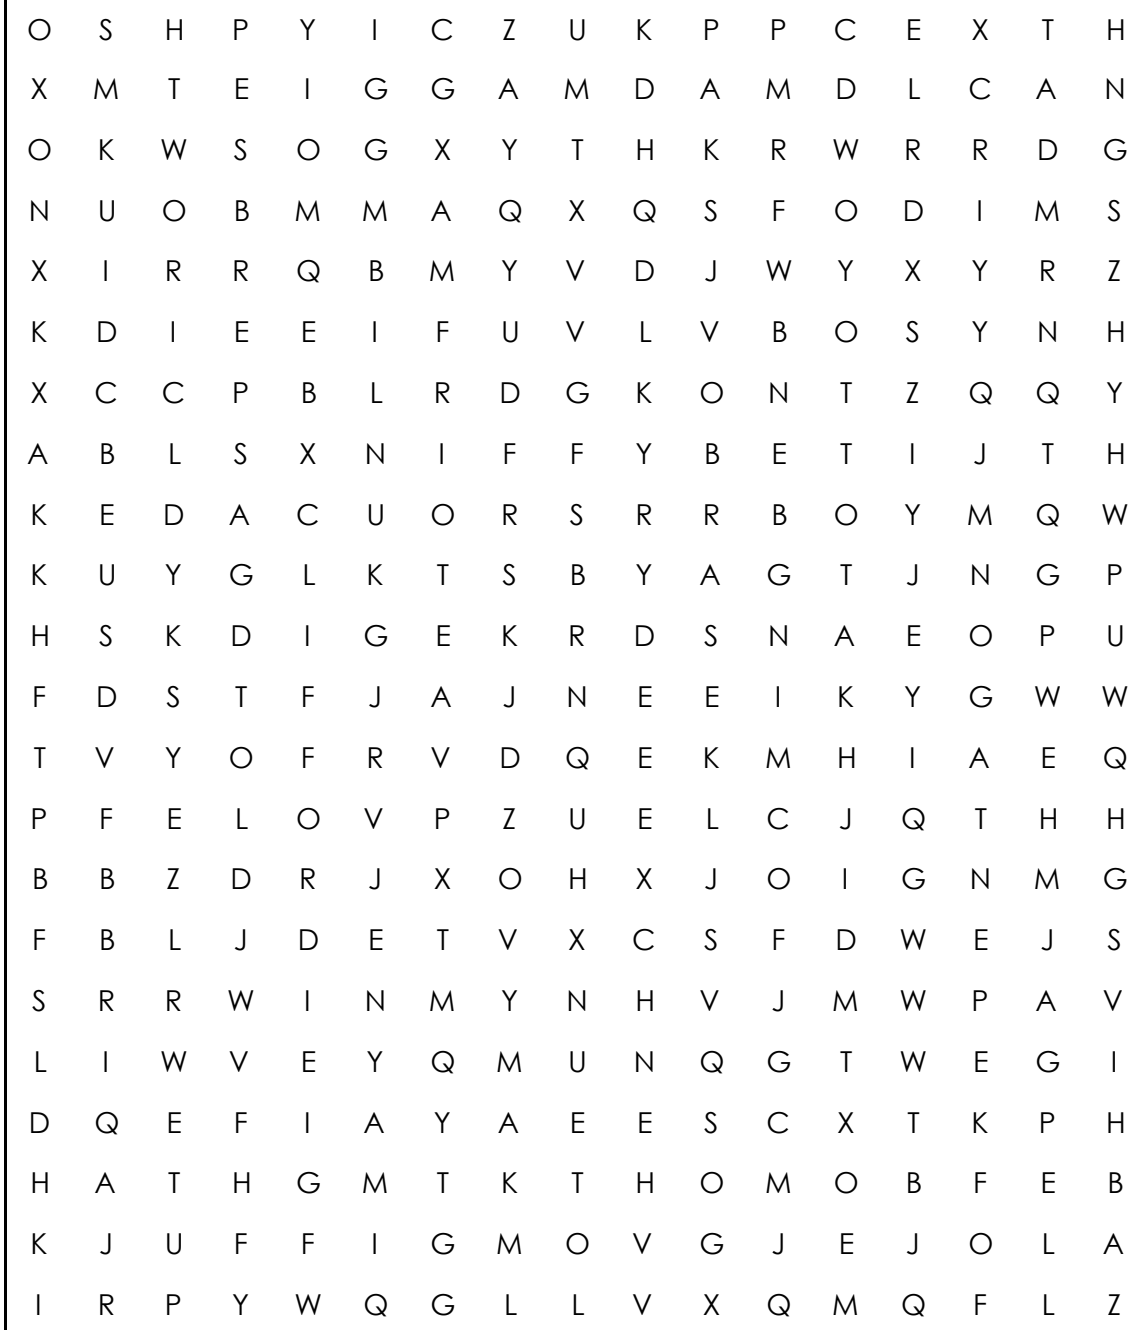 O S H P Y I C Z U K P P C E X T H
X M T E I G G A M D A M D L C A N
O K W S O G X Y T H K R W R R D G
N U O B M M A Q X Q S F O D I M S
X I R R Q B M Y V D J W Y X Y R Z
K D I E E I F U V L V B O S Y N H
X C C P B L R D G K O N T Z Q Q Y
A B L S X N I F F Y B E T I J T H
K E D A C U O R S R R B O Y M Q W
K U Y G L K T S B Y A G T J N G P
H S K D I G E K R D S N A E O P U
F D S T F J A J N E E I K Y G W W
T V Y O F R V D Q E K M H I A E Q
P F E L O V P Z U E L C J Q T H H
B B Z D R J X O H X J O I G N M G
F B L J D E T V X C S F D W E J S
S R R W I N M Y N H V J M W P A V
L I W V E Y Q M U N Q G T W E G I
D Q E F I A Y A E E S C X T K P H
H A T H G M T K T H O M O B F E B
K J U F F I G M O V G J E J O L A
I R P Y W Q G L L V X Q M Q F L Z